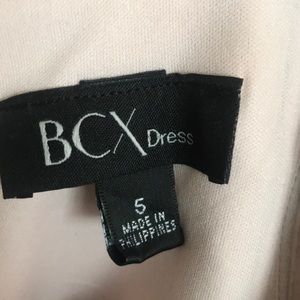 BCX Dress
5
MADE IN
PHILIPPINES